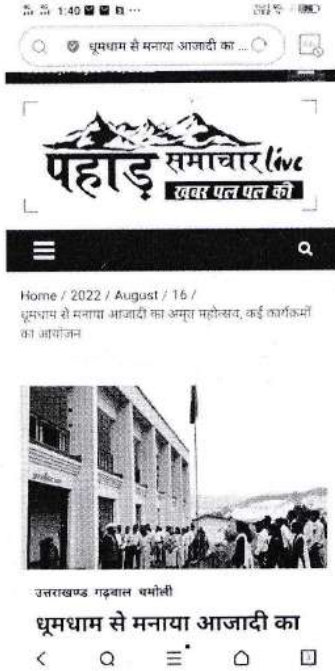 1:40
धूमधाम से मनाया आजादी का ...
पहाड़ समाचार live
खबर पल पल की
Home / 2022 / August / 16 /
धूमधाम से मनाया आजादी का अमृत महोत्सव, कई कार्यक्रमों
का आयोजन
उत्तराखण्ड गढ़वाल चमोली
धूमधाम से मनाया आजादी का